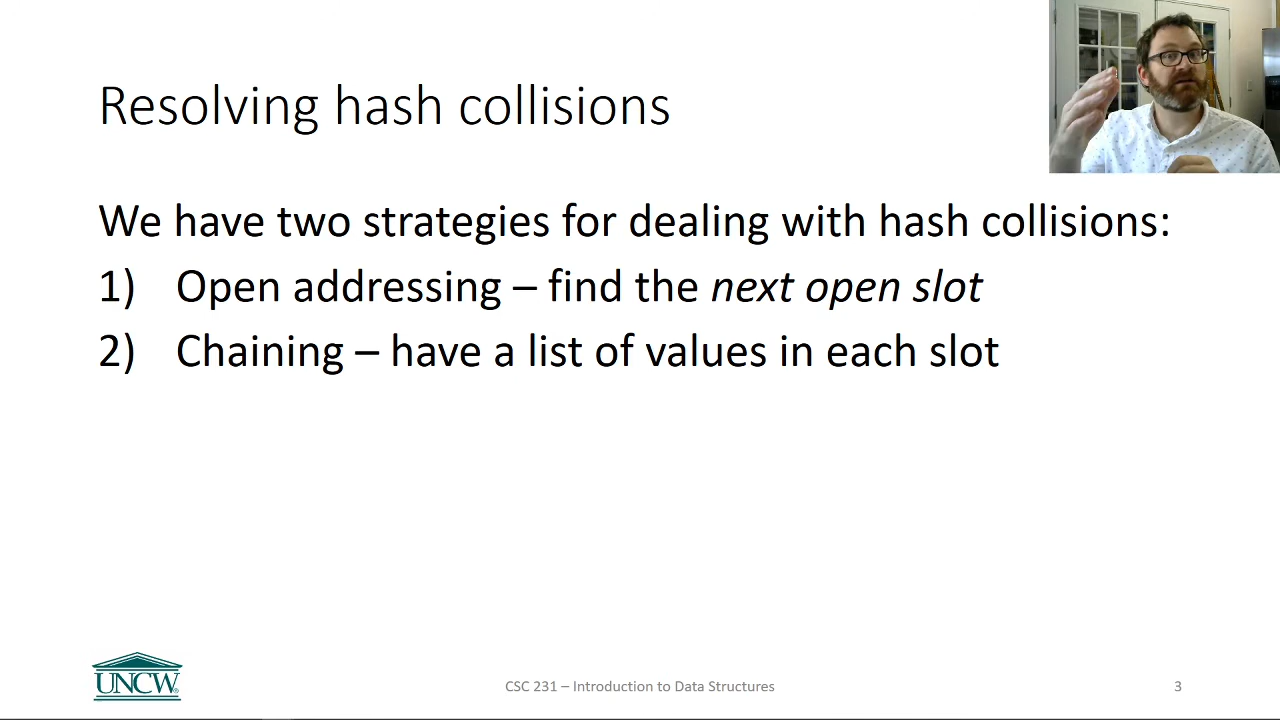 Resolving hash collisions
We have two strategies for dealing with hash collisions:
1) Open addressing – find the next open slot
2) Chaining – have a list of values in each slot
UNCW®
CSC 231 – Introduction to Data Structures
3